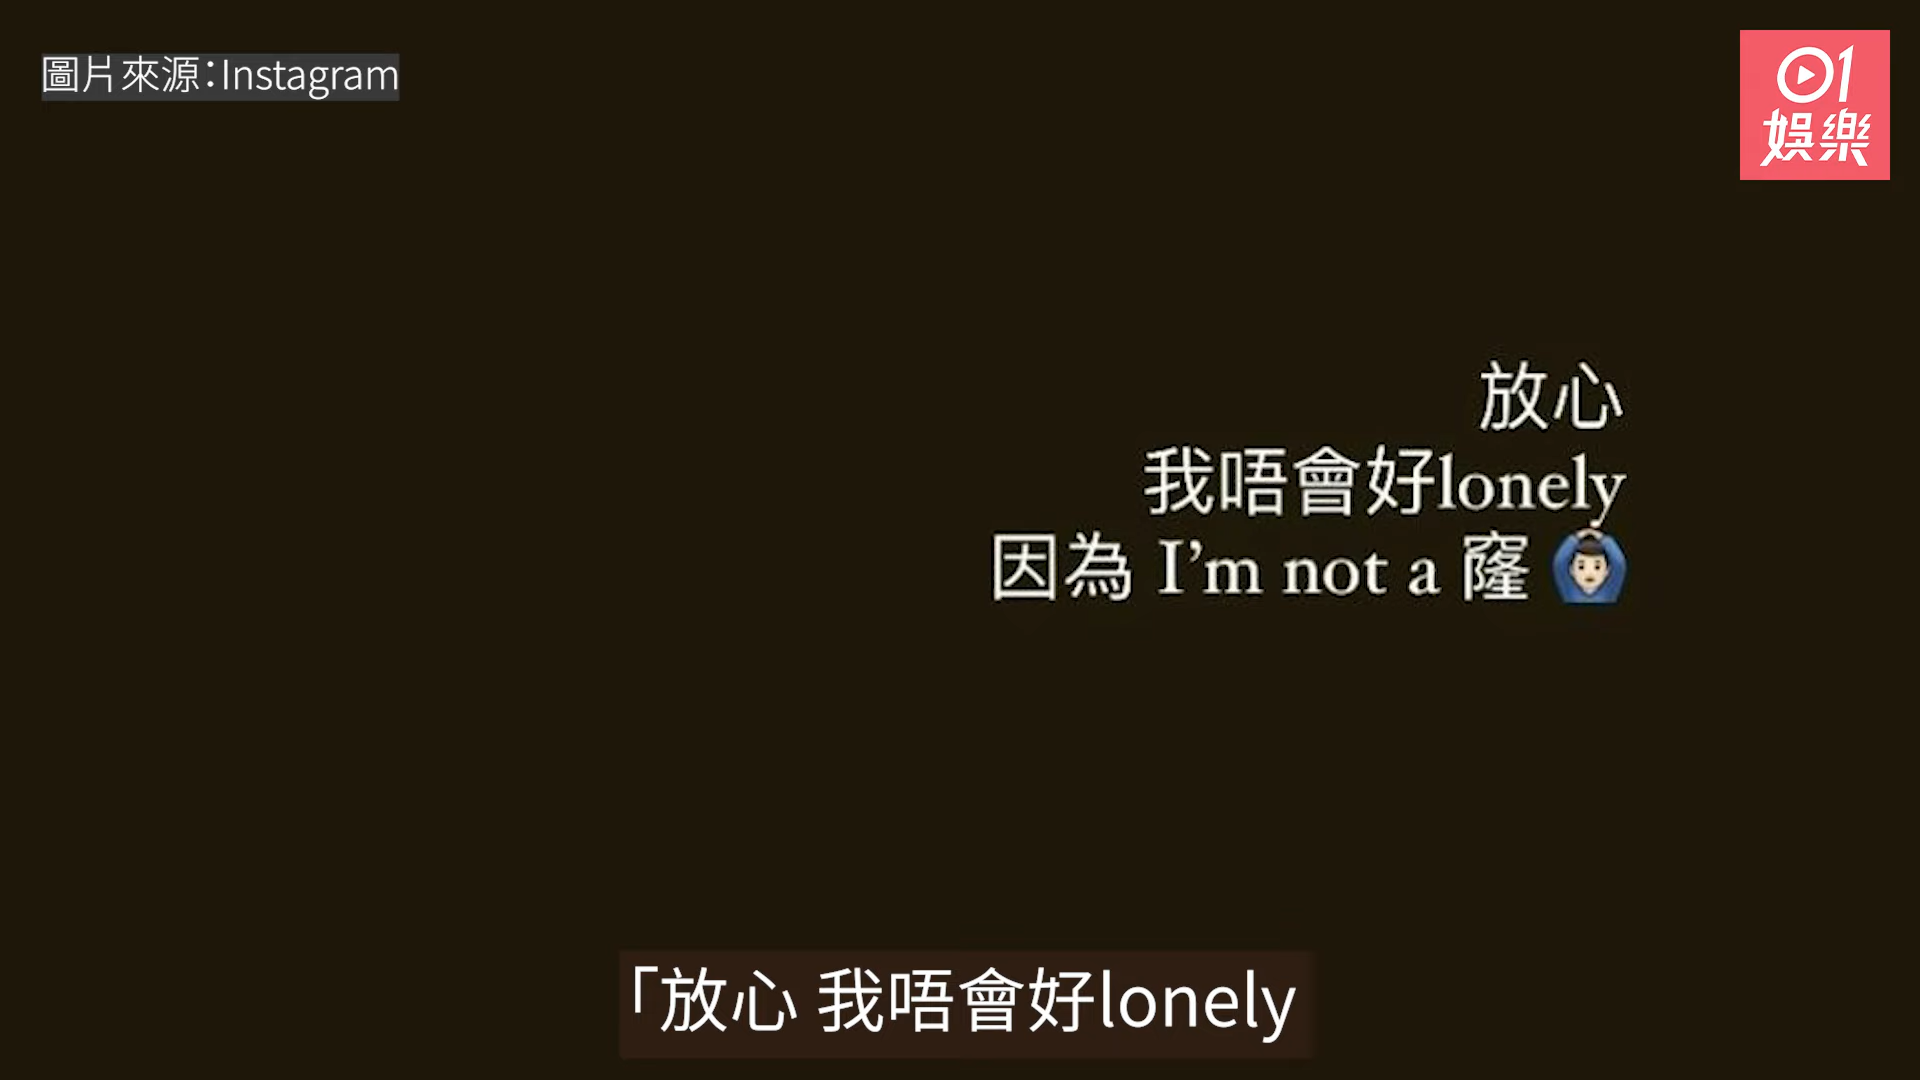 圖片來源：Instagram
01
娛樂
放心
我唔會好lonely
因為 I’m not a 窿 🙆🏻‍♂️
「放心 我唔會好lonely